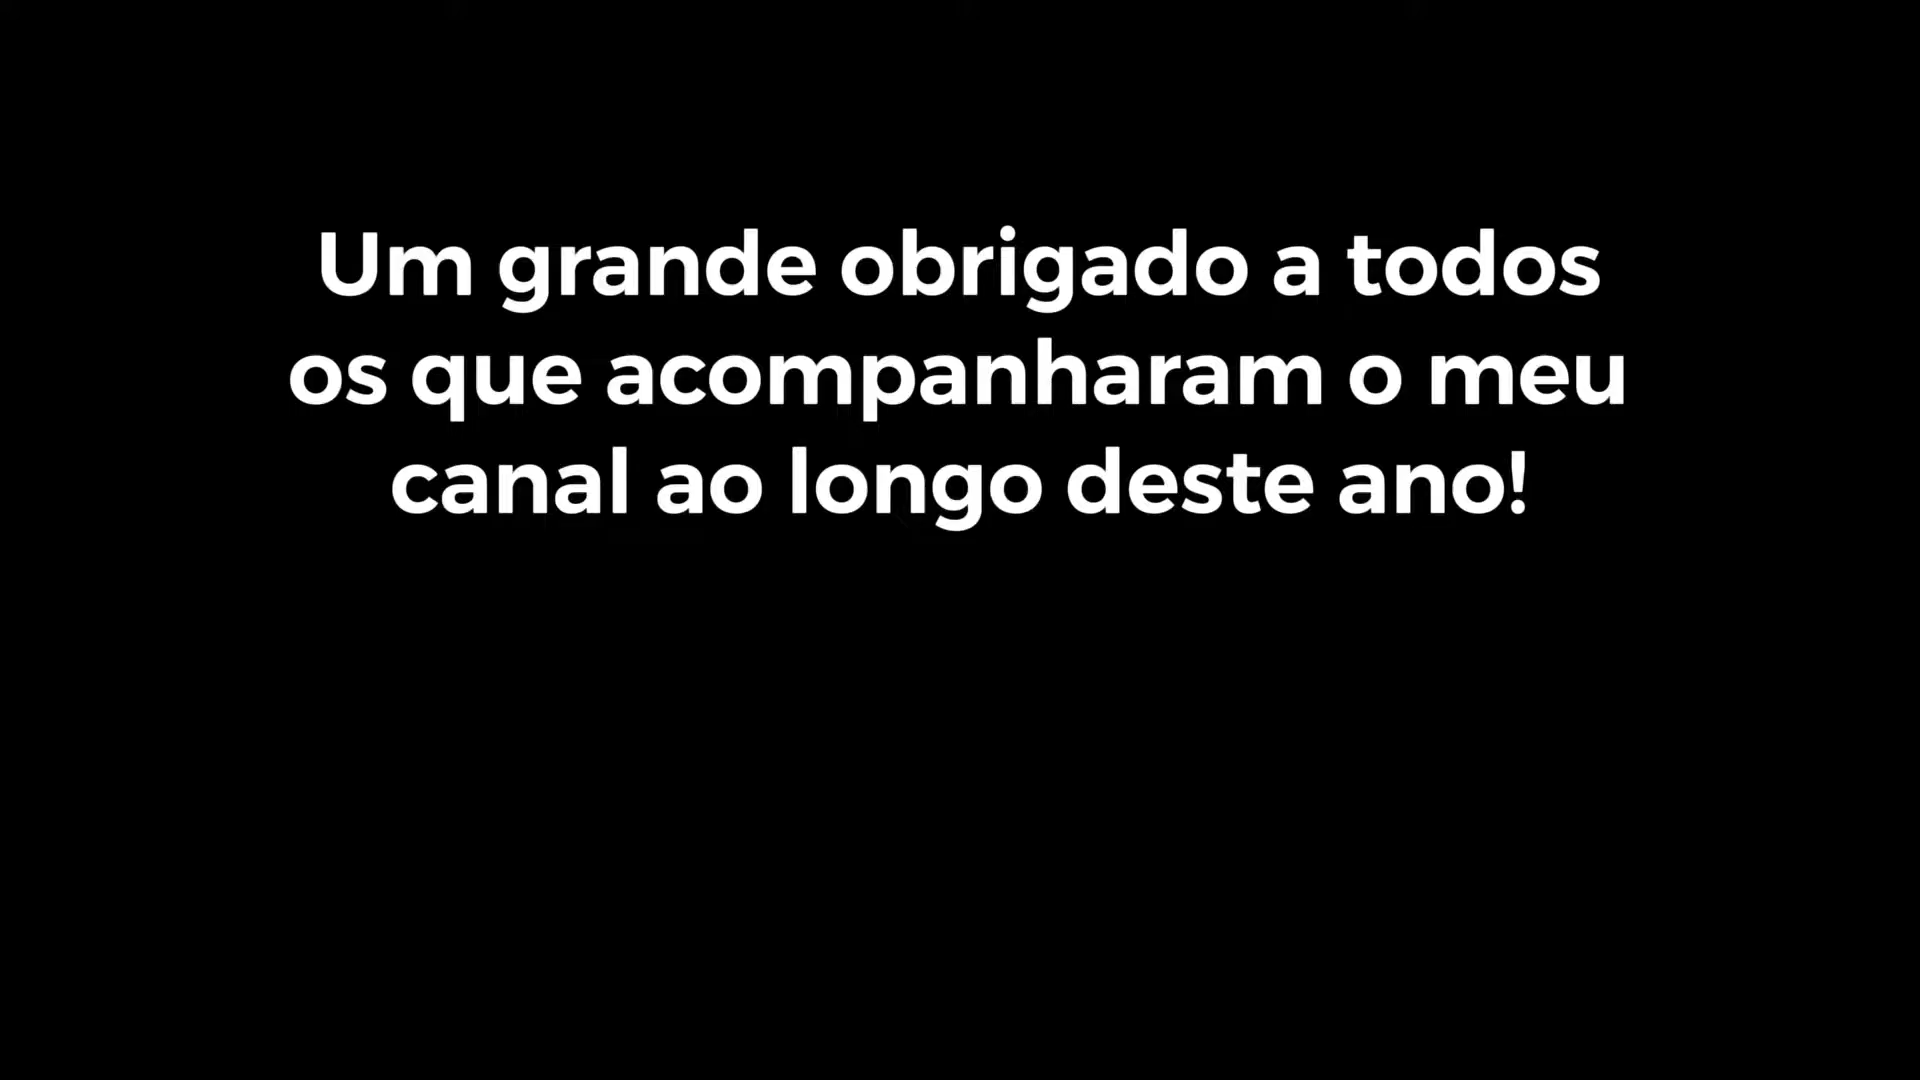 Um grande obrigado a todos
os que acompanharam o meu
canal ao longo deste ano!